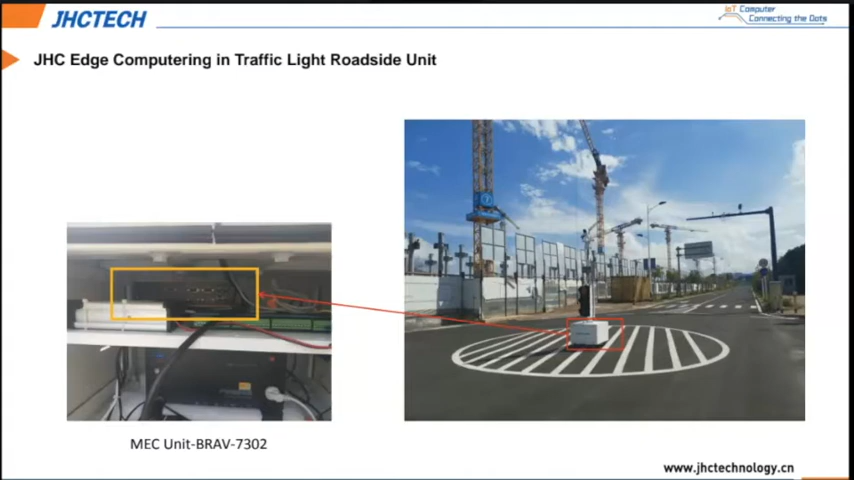 JHCTECH
IoT Computer
Connecting the Dots
JHC Edge Computering in Traffic Light Roadside Unit
MEC Unit-BRAV-7302
www.jhctechnology.cn